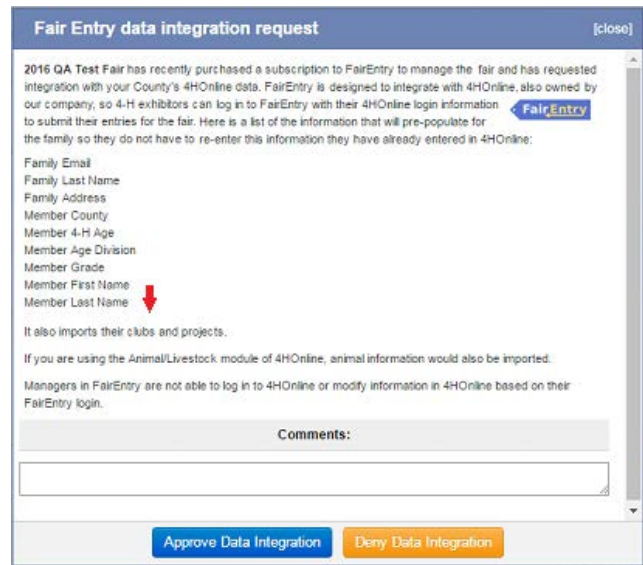 Fair Entry data integration request
[close]
2016 QA Test Fair has recently purchased a subscription to FairEntry to manage the fair and has requested
integration with your County's 4HOnline data. FairEntry is designed to integrate with 4HOnline, also owned by
our company, so 4-H exhibitors can log in to FairEntry with their 4HOnline login information
to submit their entries for the fair. Here is a list of the information that will pre-populate for
FairEntry
the family so they do not have to re-enter this information they have already entered in 4HOnline:
Family Email
Family Last Name
Family Address
Member County
Member 4-H Age
Member Age Division
Member Grade
Member First Name
Member Last Name
It also imports their clubs and projects.
If you are using the Animal/Livestock module of 4HOnline, animal information would also be imported.
Managers in FairEntry are not able to log in to 4HOnline or modify information in 4HOnline based on their
FairEntry login.
Comments:
Approve Data Integration
Deny Data Integration